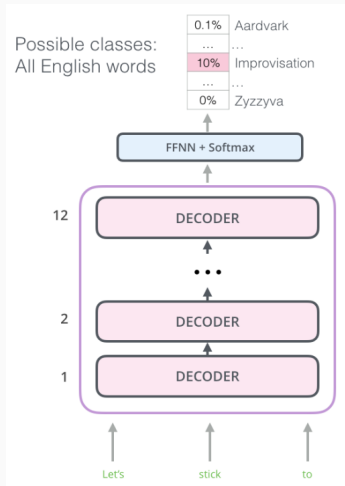 Possible classes:
All English words
0.1% Aardvark
... ...
10% Improvisation
... ...
0% Zyzzyva
FFNN + Softmax
12 DECODER
...
2 DECODER
1 DECODER
Let's stick to